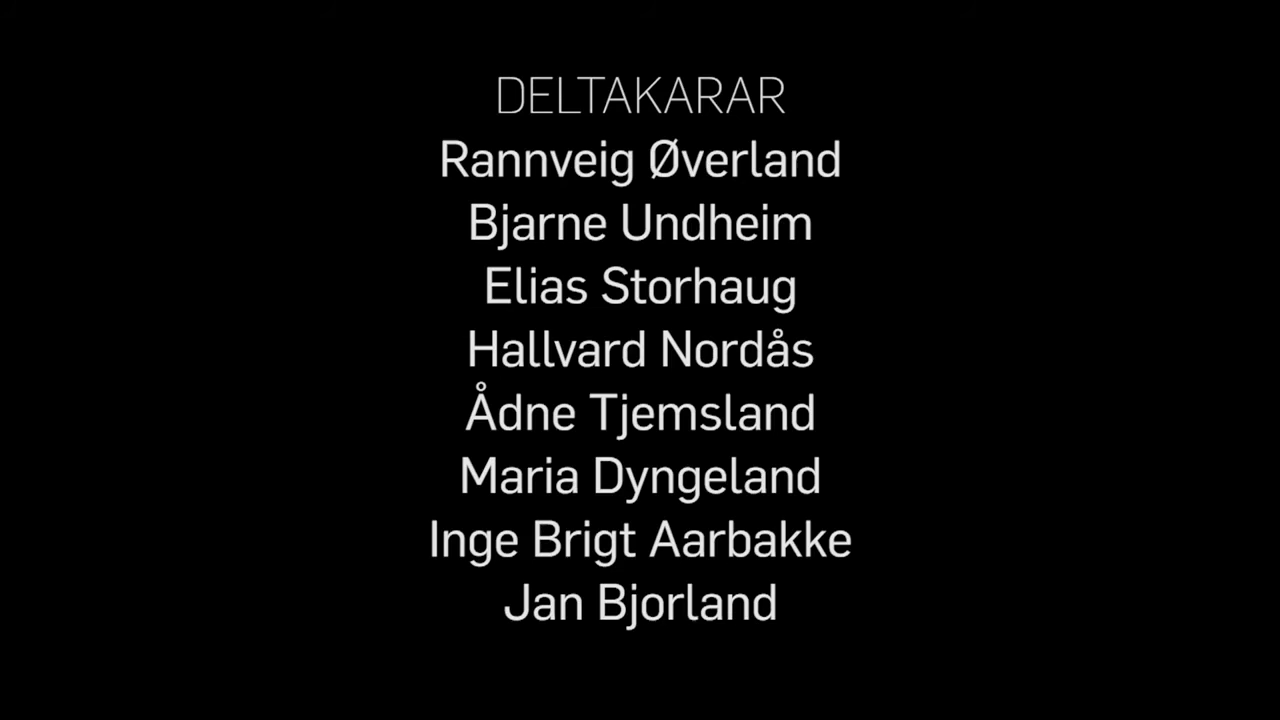 DELTAKARAR
Rannveig Øverland
Bjarne Undheim
Elias Storhaug
Hallvard Nordås
Ådne Tjemsland
Maria Dyngeland
Inge Brigt Aarbakke
Jan Bjorland